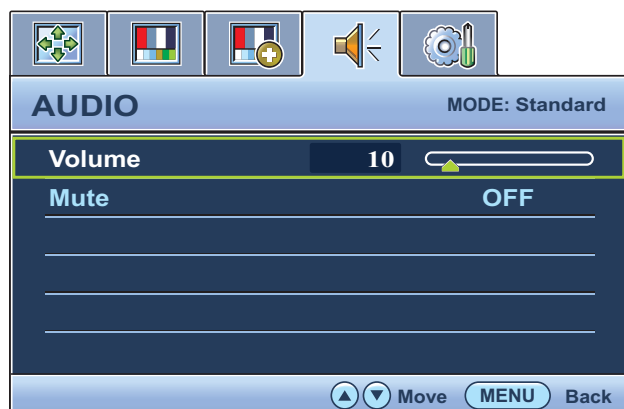 AUDIO MODE: Standard
Volume 10
Mute OFF
Move MENU Back